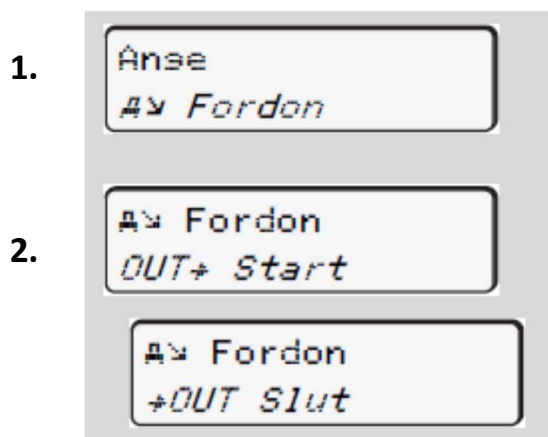 1.
Anse
Fordon
2.
Fordon
OUT+ Start
Fordon
+OUT Slut